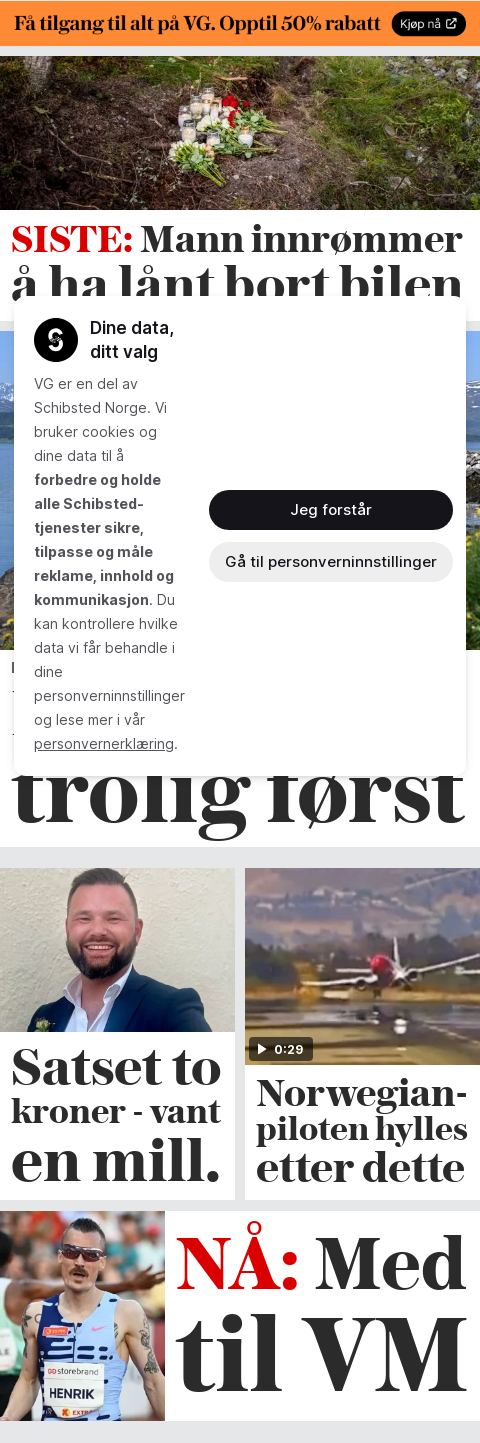 Få tilgang til alt på VG. Opptil 50% rabatt
Kjøp nå
SISTE: Mann innrømmer
å ha lånt bort bilen
Dine data,
ditt valg
VG er en del av
Schibsted Norge. Vi
bruker cookies og
dine data til å
forbedre og holde
alle Schibsted-
tjenester sikre,
tilpasse og måle
reklame, innhold og
kommunikasjon. Du
kan kontrollere hvilke
data vi får behandle i
dine
personverninnstillinger
og lese mer i vår
personvernerklæring.
Jeg forstår
Gå til personverninnstillinger
trolig først
Satset to
kroner - vant
en mill.
0:29
Norwegian-
piloten hylles
etter dette
storebrand
HENRIK
NÅ: Med
til VM